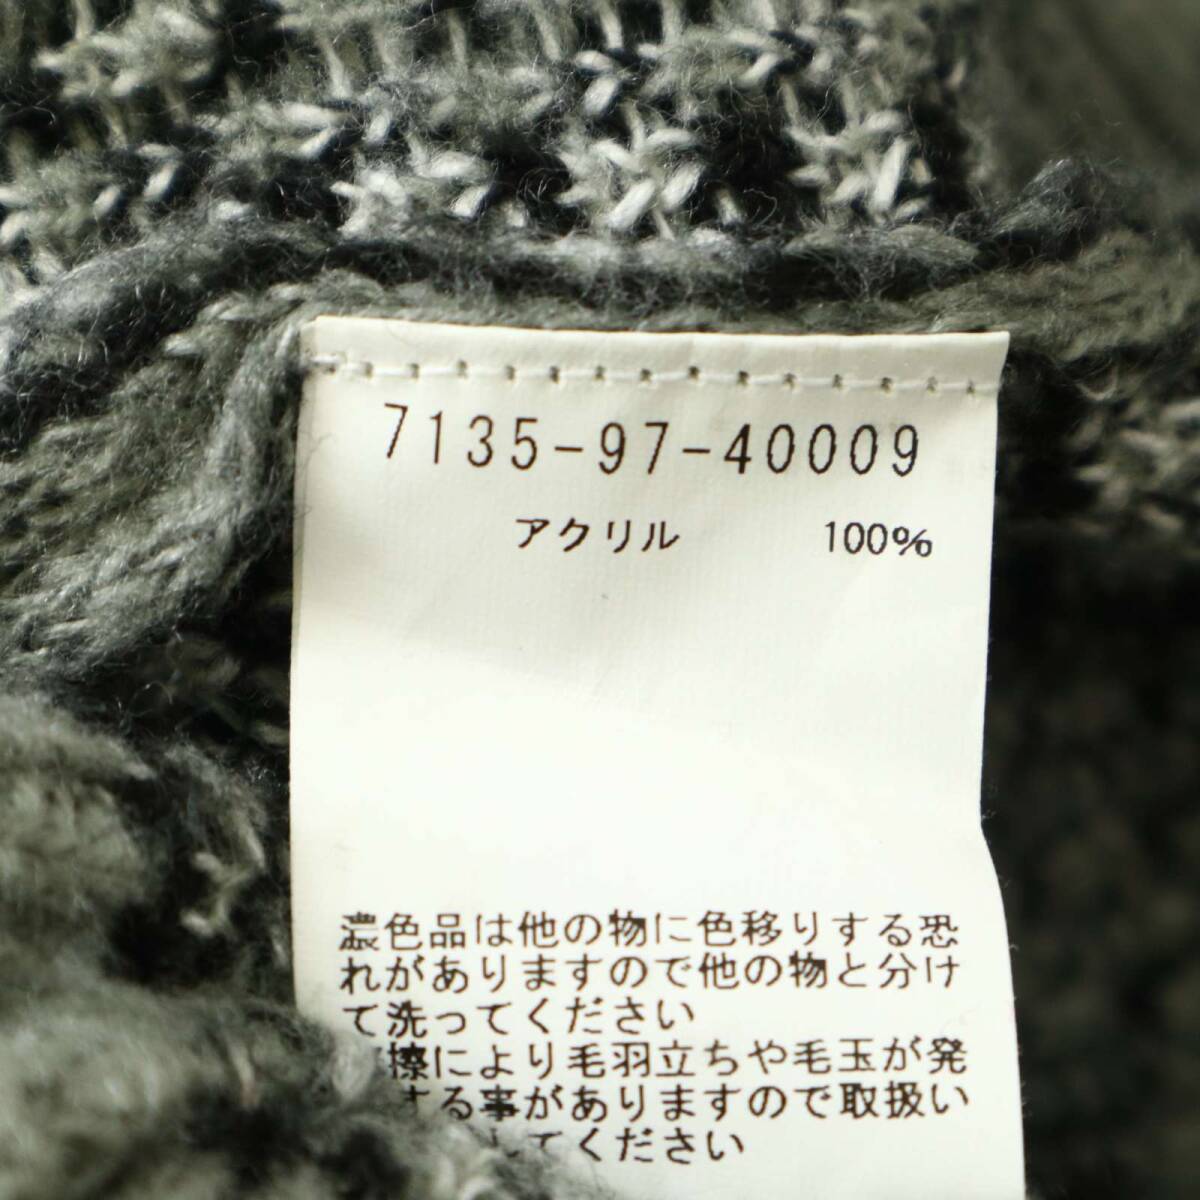 7135-97-40009
アクリル 100%
濃色品は他の物に色移りする恐
れがありますので他の物と分け
て洗ってください
擦により毛羽立ちや毛玉が発
する事がありますので取扱い
してください